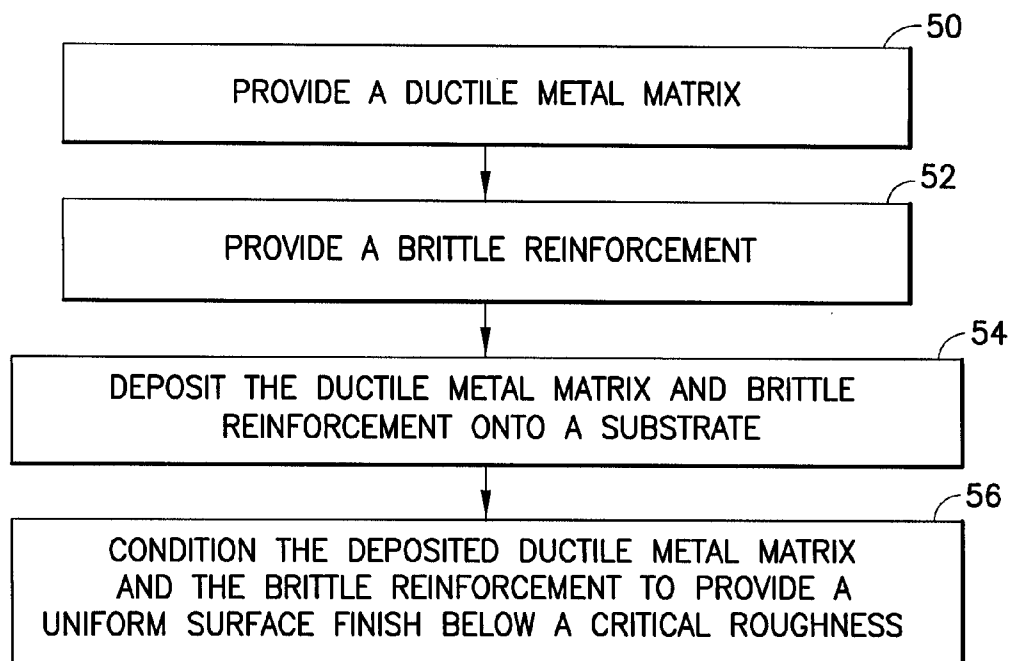 50
PROVIDE A DUCTILE METAL MATRIX
52
PROVIDE A BRITTLE REINFORCEMENT
54
DEPOSIT THE DUCTILE METAL MATRIX AND BRITTLE
REINFORCEMENT ONTO A SUBSTRATE
56
CONDITION THE DEPOSITED DUCTILE METAL MATRIX
AND THE BRITTLE REINFORCEMENT TO PROVIDE A
UNIFORM SURFACE FINISH BELOW A CRITICAL ROUGHNESS